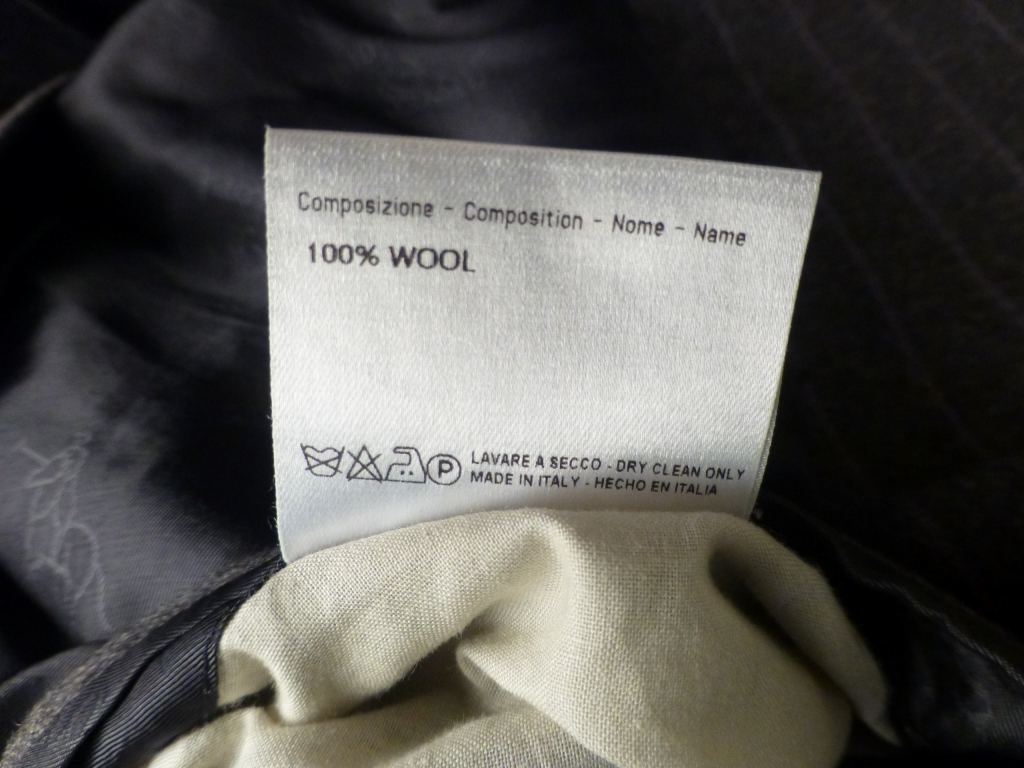 Composizione - Composition - Nome - Name
100% WOOL
P LAVARE A SECCO - DRY CLEAN ONLY
MADE IN ITALY - HECHO EN ITALIA